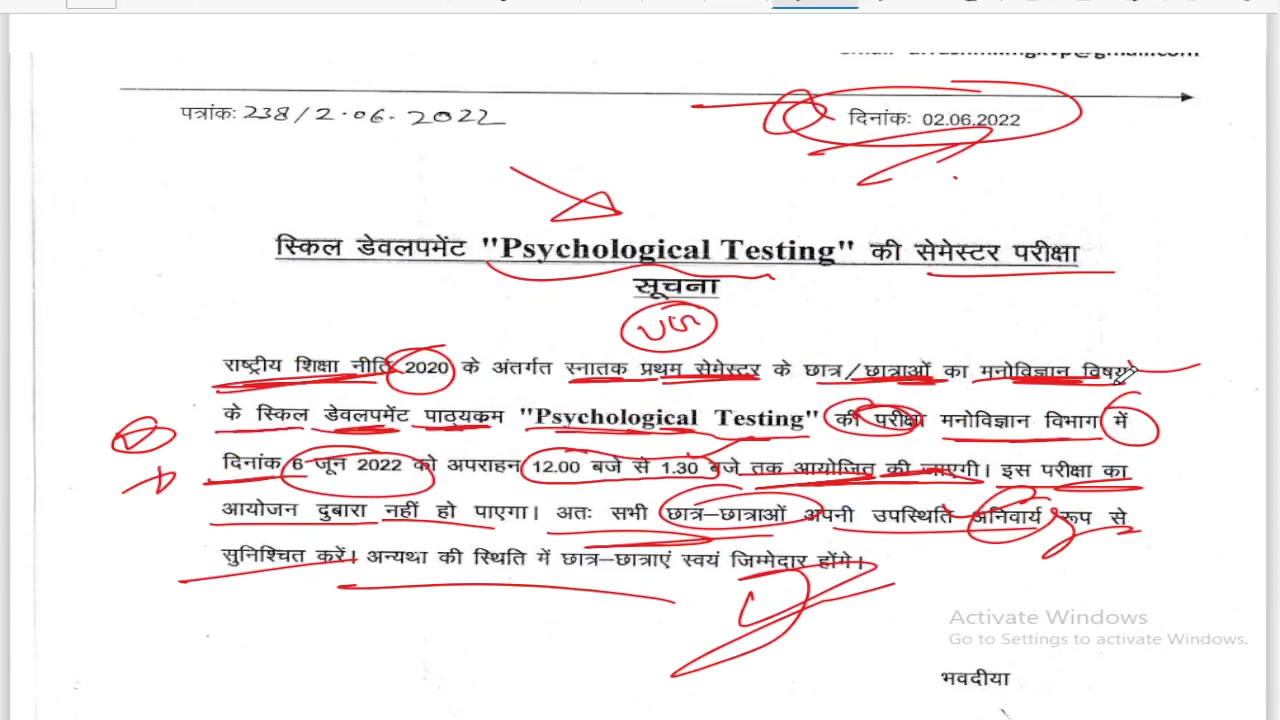 पत्रांक: 238/2.06.2022
दिनांक: 02.06.2022
स्किल डेवलपमेंट "Psychological Testing" की सेमेस्टर परीक्षा
सूचना
UG
राष्ट्रीय शिक्षा नीति 2020 के अंतर्गत स्नातक प्रथम सेमेस्टर के छात्र/छात्राओं का मनोविज्ञान विषय
के स्किल डेवलपमेंट पाठ्यकम "Psychological Testing" की परीक्षा मनोविज्ञान विभाग में
दिनांक 6 जून 2022 को अपराहन 12.00 बजे से 1.30 बजे तक आयोजित की जाएगी। इस परीक्षा का
आयोजन दुबारा नहीं हो पाएगा। अतः सभी छात्र-छात्राओं अपनी उपस्थिति अनिवार्य रूप से
सुनिश्चित करें। अन्यथा की स्थिति में छात्र-छात्राएं स्वयं जिम्मेदार होंगे।
Activate Windows
Go to Settings to activate Windows.
भवदीया